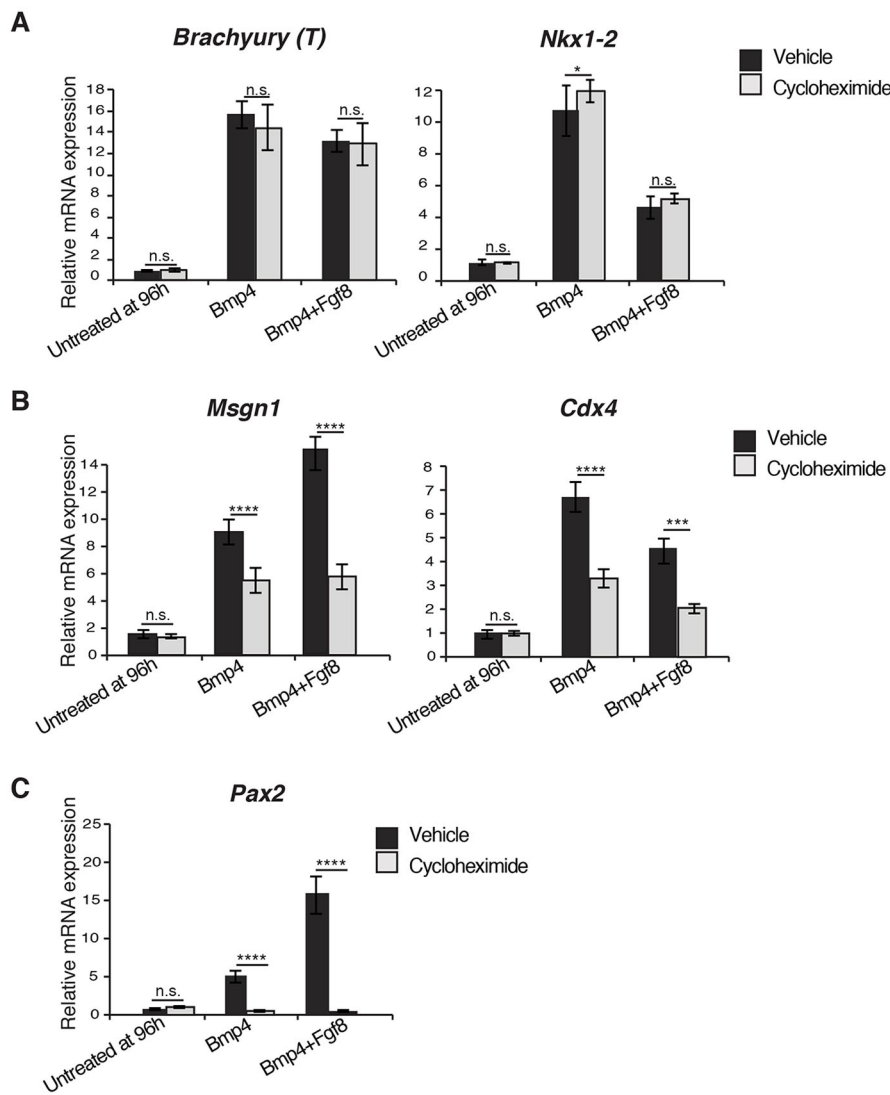 A
Brachyury (T)
Nkx1-2
Vehicle
Cycloheximide
Relative mRNA expression
18
16
14
12
10
8
6
4
2
0
n.s.
n.s.
n.s.
Untreated at 96h
Bmp4
Bmp4+Fgf8
12
10
8
6
4
2
0
n.s.
*
n.s.
Untreated at 96h
Bmp4
Bmp4+Fgf8
B
Msgn1
Cdx4
Vehicle
Cycloheximide
Relative mRNA expression
14
12
10
8
6
4
2
0
n.s.
****
****
Untreated at 96h
Bmp4
Bmp4+Fgf8
8
7
6
5
4
3
2
1
0
n.s.
****
***
Untreated at 96h
Bmp4
Bmp4+Fgf8
C
Pax2
Vehicle
Cycloheximide
Relative mRNA expression
25
20
15
10
5
0
n.s.
****
****
Untreated at 96h
Bmp4
Bmp4+Fgf8